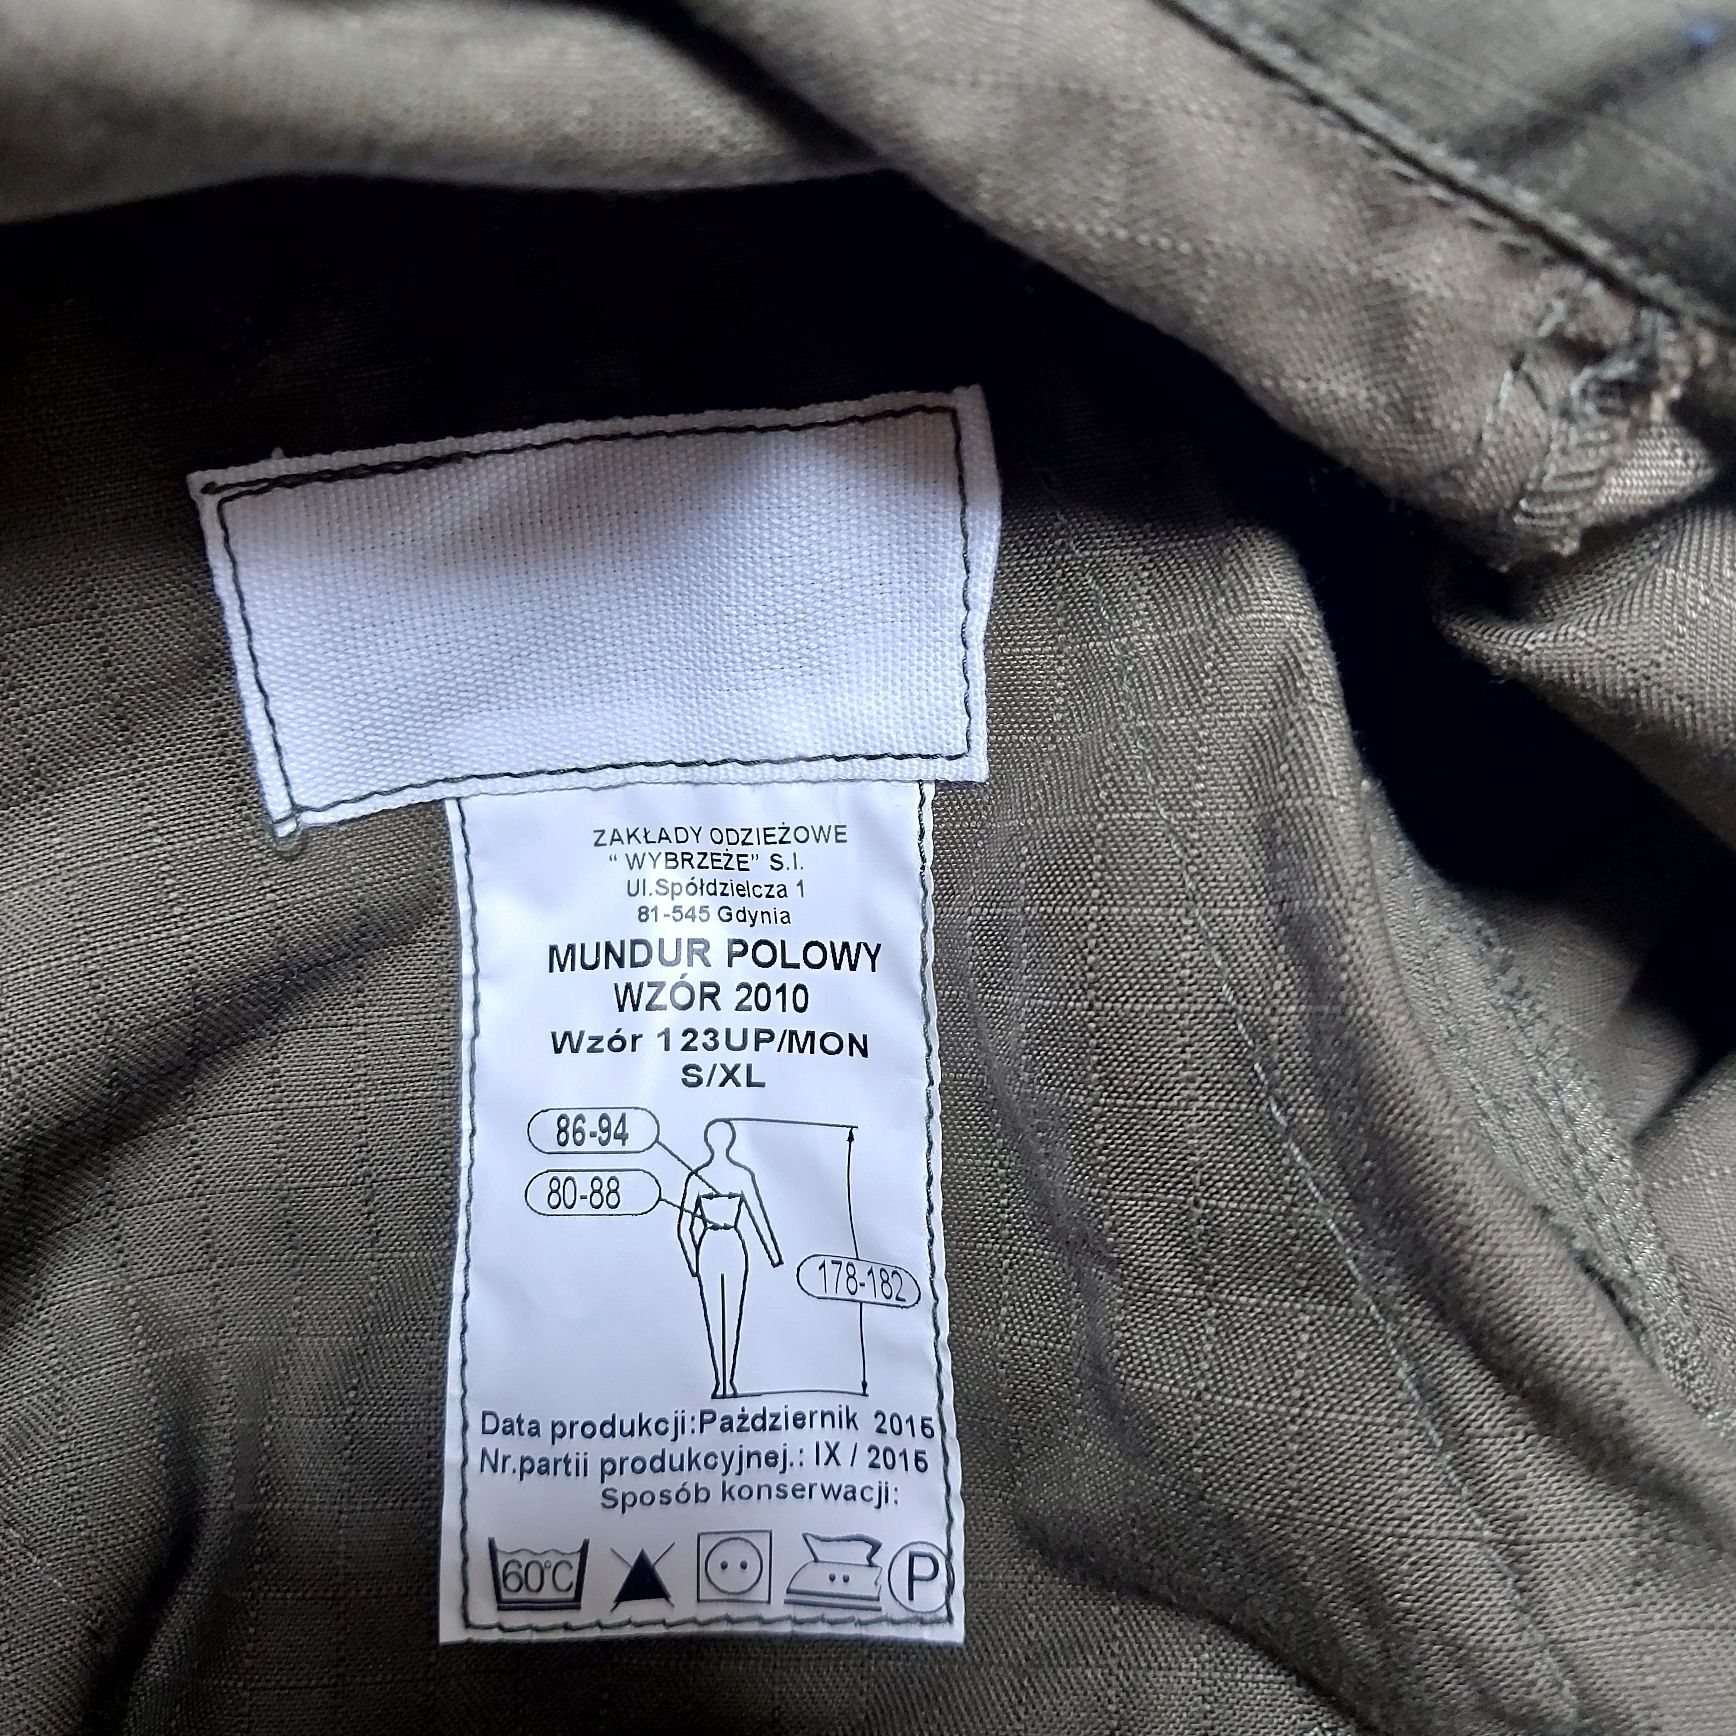 ZAKŁADY ODZIEŻOWE
“ WYBRZEŻE” S.I.
Ul.Spółdzielcza 1
81-545 Gdynia
MUNDUR POLOWY
WZÓR 2010
Wzór 123UP/MON
S/XL
86-94
80-88
178-182
Data produkcji:Październik 2015
Nr.partii produkcyjnej.: IX / 2015
Sposób konserwacji:
60°C
P